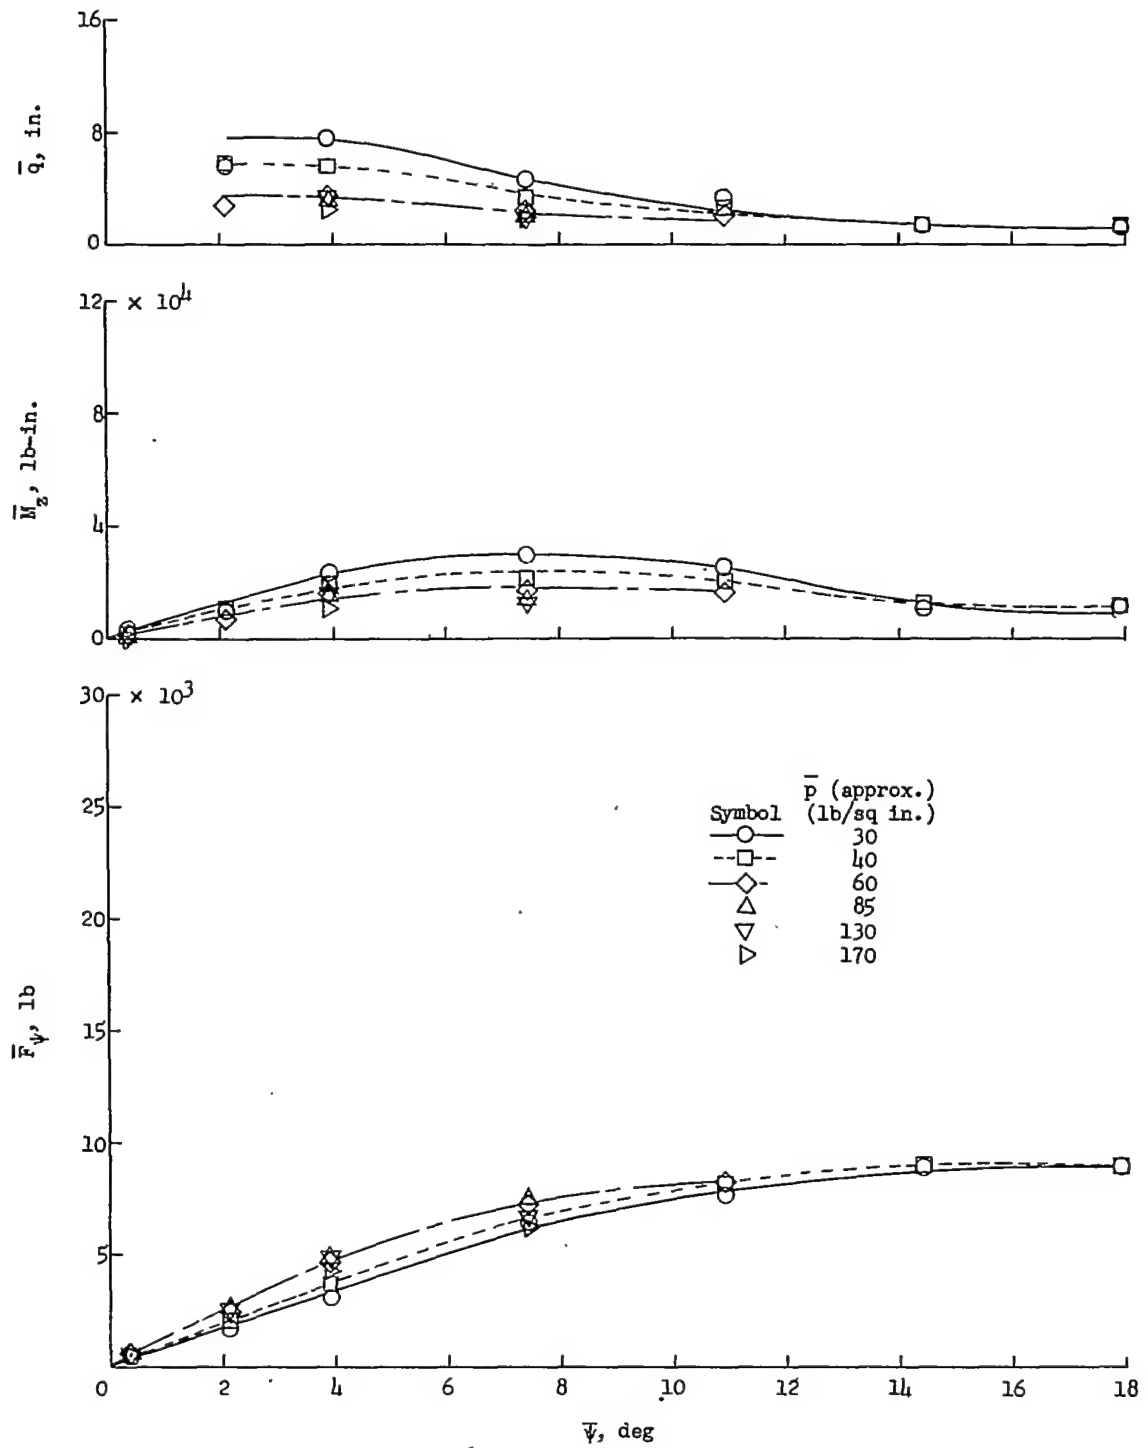 16
8
0
q̅, in.
12 × 10⁴
8
4
0
M̅_z, lb-in.
30 × 10³
25
20
15
10
5
F̅_ψ, lb
p̅ (approx.)
Symbol (lb/sq in.)
30
40
60
85
130
170
0 2 4 6 8 10 12 14 16 18
ψ̅, deg